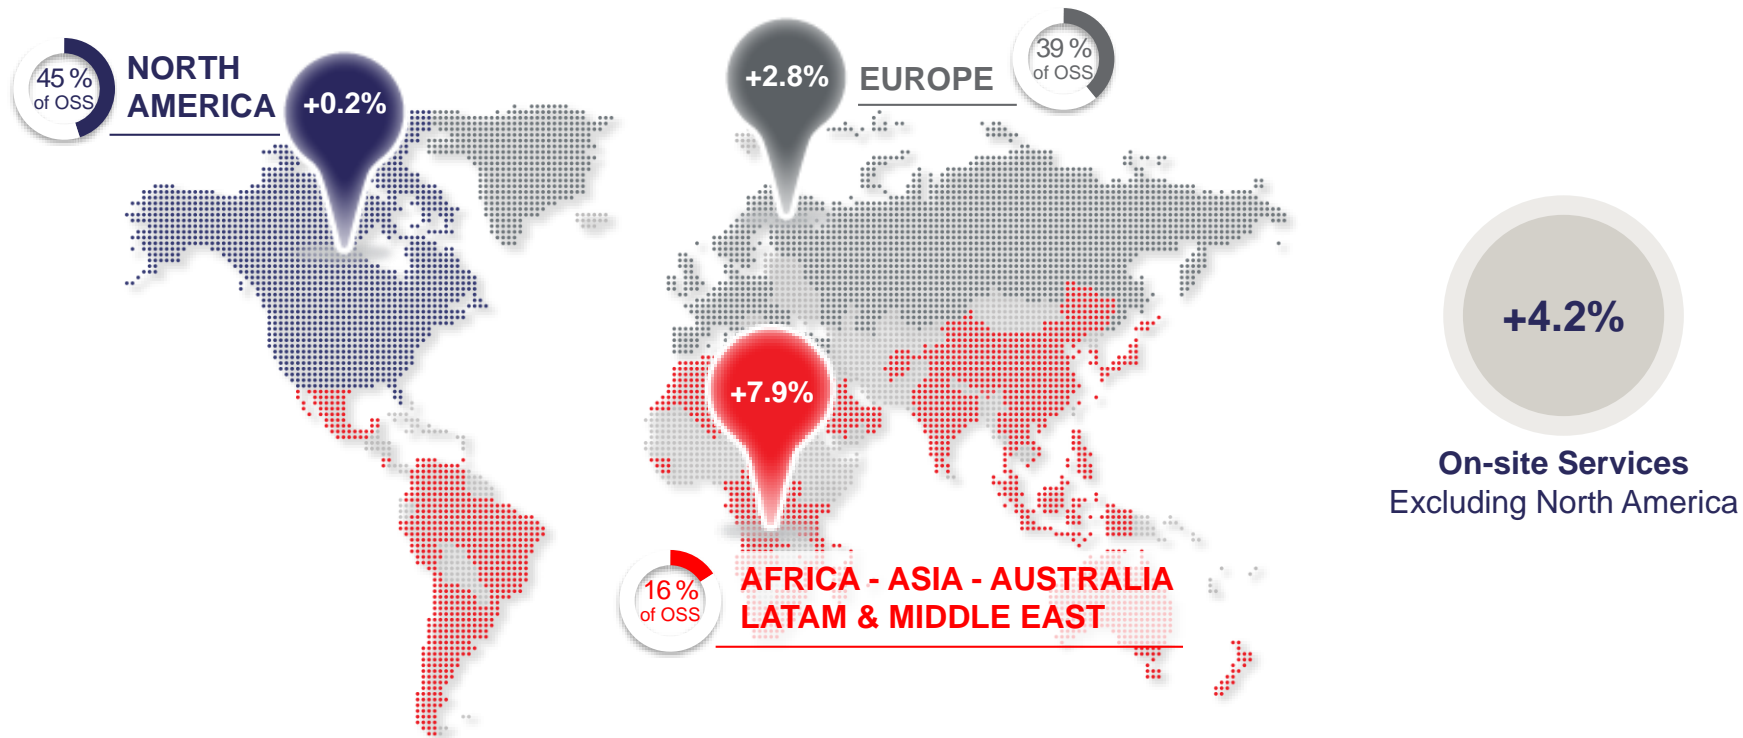 45 %
of OSS
NORTH
AMERICA
+0.2%
+2.8%
EUROPE
39 %
of OSS
+7.9%
16 %
of OSS
AFRICA - ASIA - AUSTRALIA
LATAM & MIDDLE EAST
+4.2%
On-site Services
Excluding North America